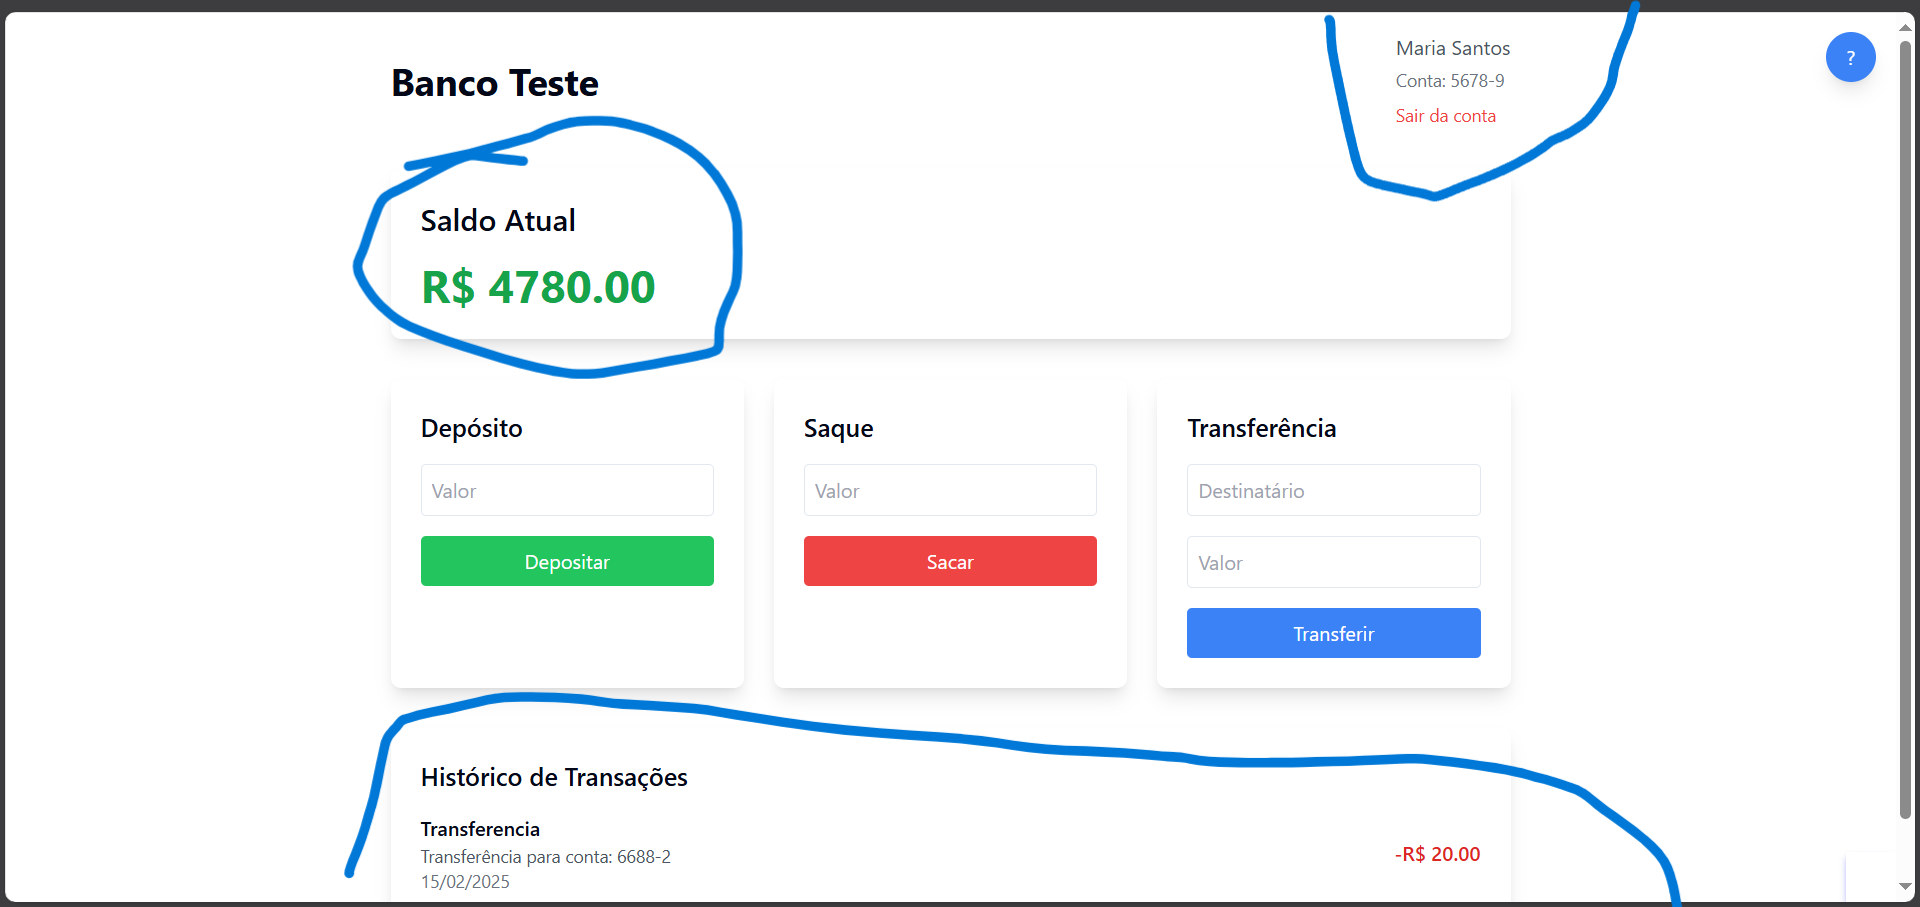 Banco Teste
Maria Santos
Conta: 5678-9
Sair da conta
?
Saldo Atual
R$ 4780.00
Depósito
Valor
Depositar
Saque
Valor
Sacar
Transferência
Destinatário
Valor
Transferir
Histórico de Transações
Transferencia
Transferência para conta: 6688-2
15/02/2025
-R$ 20.00